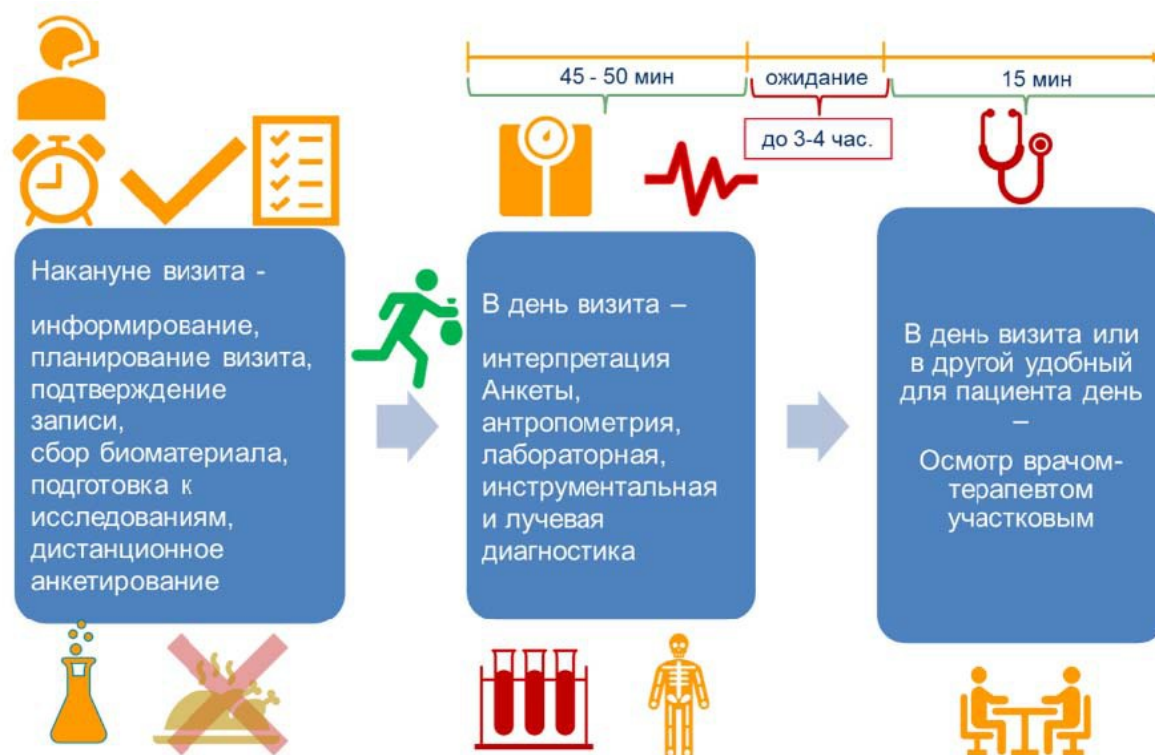 45 - 50 мин
ожидание
15 мин
до 3-4 час.
Накануне визита -
информирование,
планирование визита,
подтверждение
записи,
сбор биоматериала,
подготовка к
исследованиям,
дистанционное
анкетирование
В день визита –
интерпретация
Анкеты,
антропометрия,
лабораторная,
инструментальная
и лучевая
диагностика
В день визита или
в другой удобный
для пациента день
–
Осмотр врачом-
терапевтом
участковым